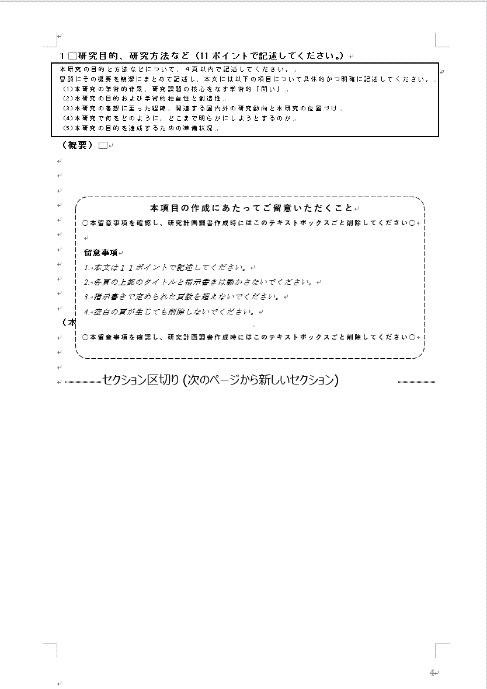 1 □研究目的、研究方法など（11ポイントで記述してください。）
本研究の目的と方法などについて、4頁以内で記述してください。
冒頭にその概要を簡潔にまとめて記述し、本文には以下の項目について具体的かつ明確に記述してください。
(1)本研究の学術的背景、研究課題の核心をなす学術的「問い」、
(2)本研究の目的および学術的独自性と創造性、
(3)本研究の着想に至った経緯、関連する国内外の研究動向と本研究の位置づけ、
(4)本研究で何をどのように、どこまで明らかにしようとするのか、
(5)本研究の目的を達成するための準備状況、
（概要）□
本項目の作成にあたってご留意いただくこと
○本留意事項を確認し、研究計画調書作成時にはこのテキストボックスごと削除してください○
留意事項
1.本文は１１ポイントで記述してください。
2.各頁の上部のタイトルと指示書きは動かさないでください。
3.指示書きで定められた頁数を超えないでください。
4.空白の頁が生じても削除しないでください。
（本
○本留意事項を確認し、研究計画調書作成時にはこのテキストボックスごと削除してください○
セクション区切り (次のページから新しいセクション)
4